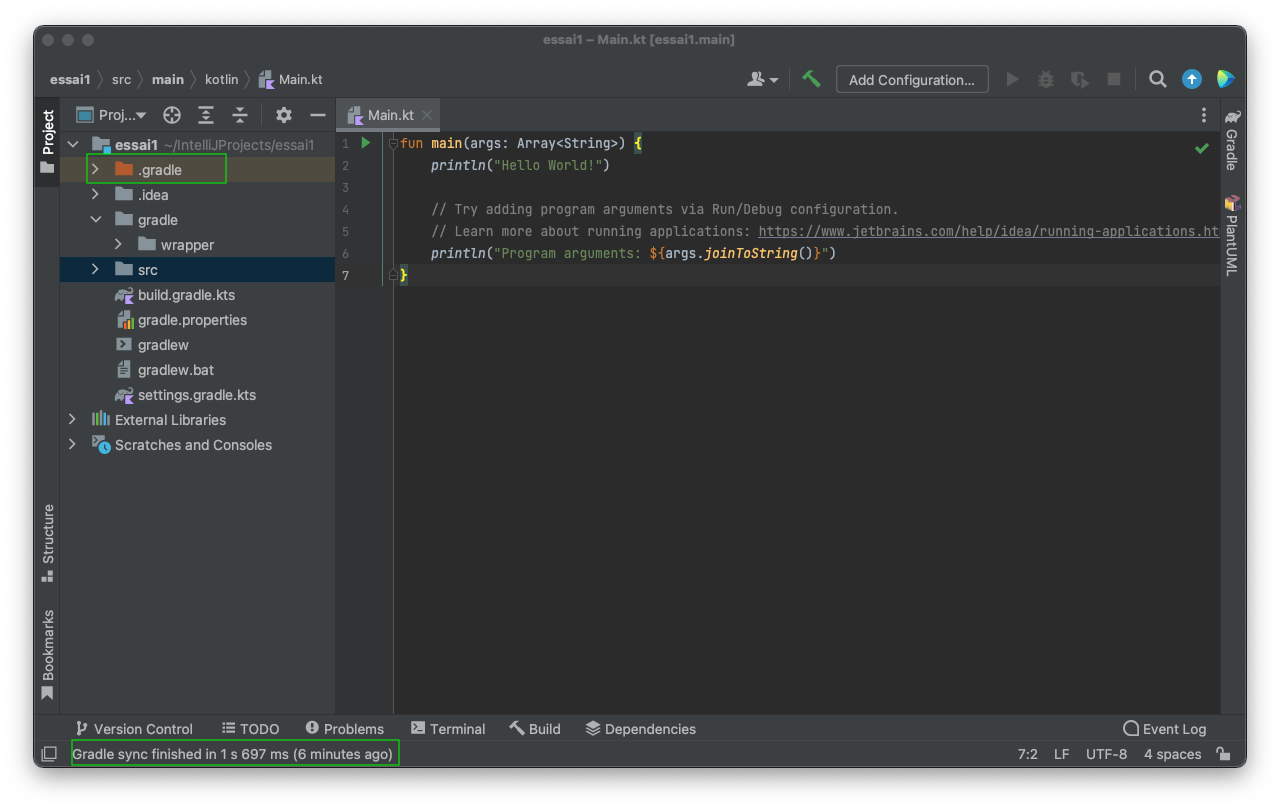 essai1 – Main.kt [essai1.main]
essai1 src main kotlin Main.kt
Add Configuration...
Project
Proj...
Main.kt
essai1 ~/IntelliJProjects/essai1
.gradle
.idea
gradle
wrapper
src
build.gradle.kts
gradle.properties
gradlew
gradlew.bat
settings.gradle.kts
External Libraries
Scratches and Consoles
1 fun main(args: Array<String>) {
2 println("Hello World!")
3
4 // Try adding program arguments via Run/Debug configuration.
5 // Learn more about running applications: https://www.jetbrains.com/help/idea/running-applications.ht
6 println("Program arguments: ${args.joinToString()}")
7 }
Gradle
PlantUML
Structure
Bookmarks
Version Control TODO Problems Terminal Build Dependencies Event Log
Gradle sync finished in 1 s 697 ms (6 minutes ago) 7:2 LF UTF-8 4 spaces